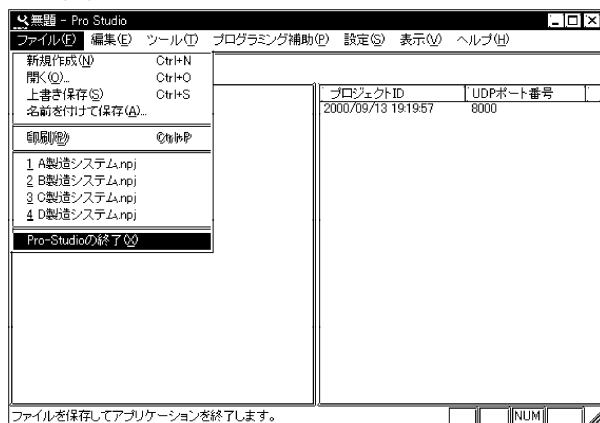 無題 - Pro Studio
ファイル(F) 編集(E) ツール(T) プログラミング補助(P) 設定(S) 表示(V) ヘルプ(H)
新規作成(N) Ctrl+N
開く(O)... Ctrl+O
上書き保存(S) Ctrl+S
名前を付けて保存(A)...
印刷(P) Ctrl+P
1 A製造システム.npj
2 B製造システム.npj
3 C製造システム.npj
4 D製造システム.npj
Pro-Studioの終了(X)
プロジェクトID UDPポート番号
2000/09/13 19:19:57 8000
ファイルを保存してアプリケーションを終了します。
NUM